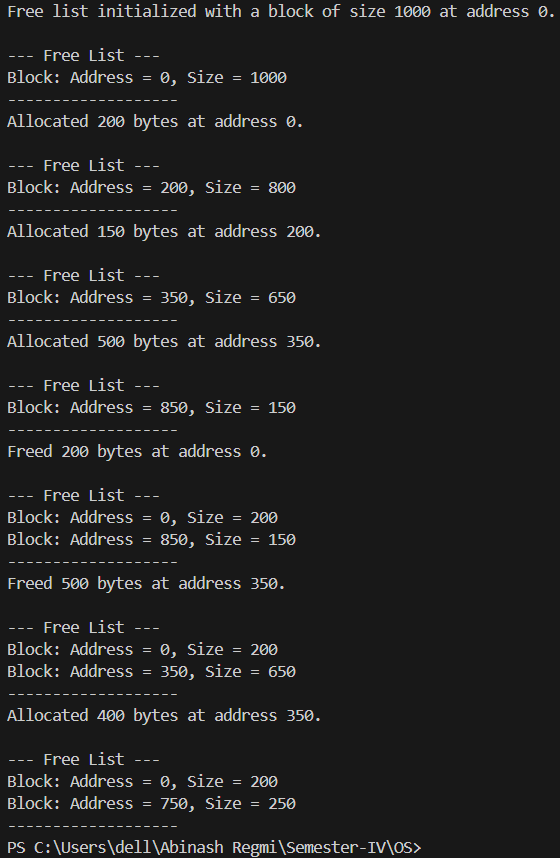 Free list initialized with a block of size 1000 at address 0.
--- Free List ---
Block: Address = 0, Size = 1000
-------------------
Allocated 200 bytes at address 0.
--- Free List ---
Block: Address = 200, Size = 800
-------------------
Allocated 150 bytes at address 200.
--- Free List ---
Block: Address = 350, Size = 650
-------------------
Allocated 500 bytes at address 350.
--- Free List ---
Block: Address = 850, Size = 150
-------------------
Freed 200 bytes at address 0.
--- Free List ---
Block: Address = 0, Size = 200
Block: Address = 850, Size = 150
-------------------
Freed 500 bytes at address 350.
--- Free List ---
Block: Address = 0, Size = 200
Block: Address = 350, Size = 650
-------------------
Allocated 400 bytes at address 350.
--- Free List ---
Block: Address = 0, Size = 200
Block: Address = 750, Size = 250
-------------------
PS C:\Users\dell\Abinash Regmi\Semester-IV\OS>